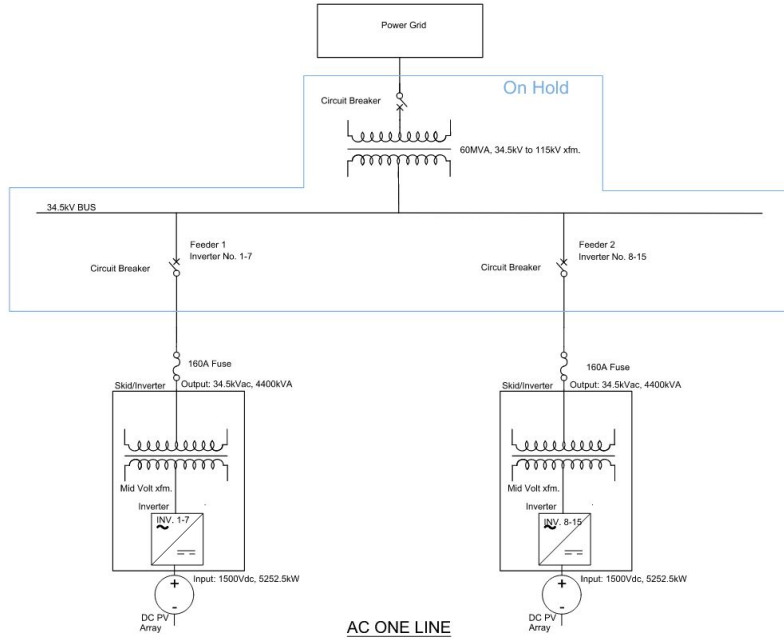 Power Grid
On Hold
Circuit Breaker
60MVA, 34.5kV to 115kV xfm.
34.5kV BUS
Feeder 1
Inverter No. 1-7
Circuit Breaker
Feeder 2
Inverter No. 8-15
Circuit Breaker
160A Fuse
Skid/Inverter
Output: 34.5kVac, 4400kVA
Mid Volt xfm.
Inverter
INV. 1-7
Input: 1500Vdc, 5252.5kW
+
-
DC PV
Array
160A Fuse
Skid/Inverter
Output: 34.5kVac, 4400kVA
Mid Volt xfm.
Inverter
INV. 8-15
Input: 1500Vdc, 5252.5kW
+
-
DC PV
Array
AC ONE LINE